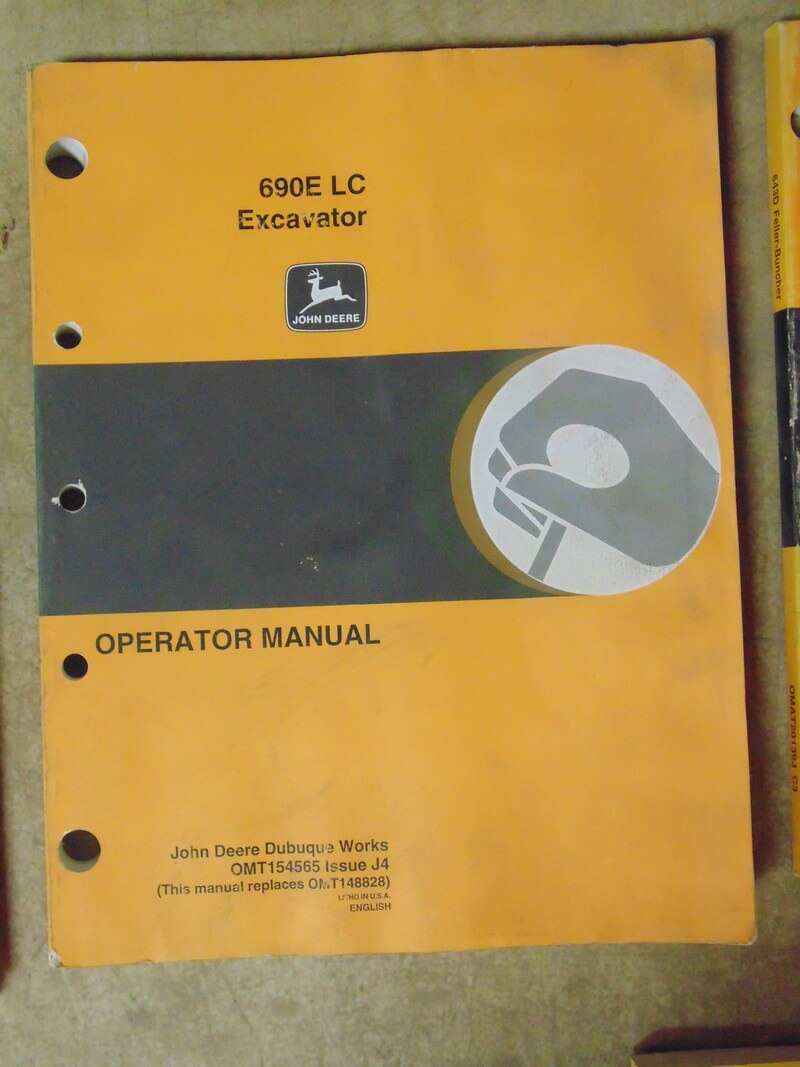 690E LC
Excavator
JOHN DEERE
OPERATOR MANUAL
John Deere Dubuque Works
OMT154565 Issue J4
(This manual replaces OMT148828)
LITHO IN U.S.A.
ENGLISH
643D Feller-Buncher